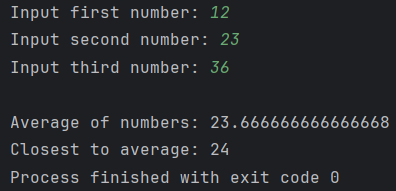 Input first number: 12
Input second number: 23
Input third number: 36
Average of numbers: 23.666666666666668
Closest to average: 24
Process finished with exit code 0